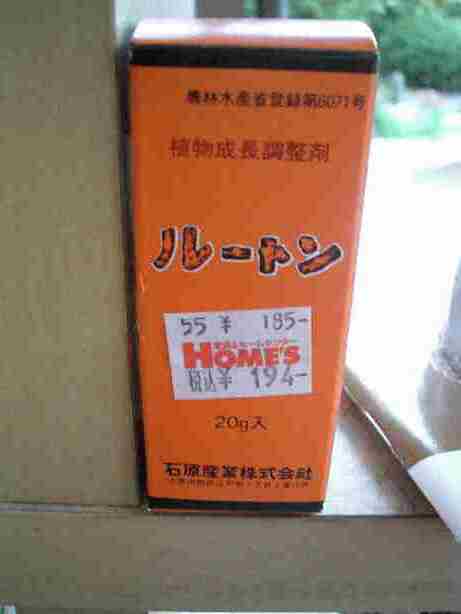 農林水産省登録第6071号
植物成長調整剤
ルートン
55 ¥ 185-
HOME'S
税込¥ 194-
20g入
石原産業株式会社